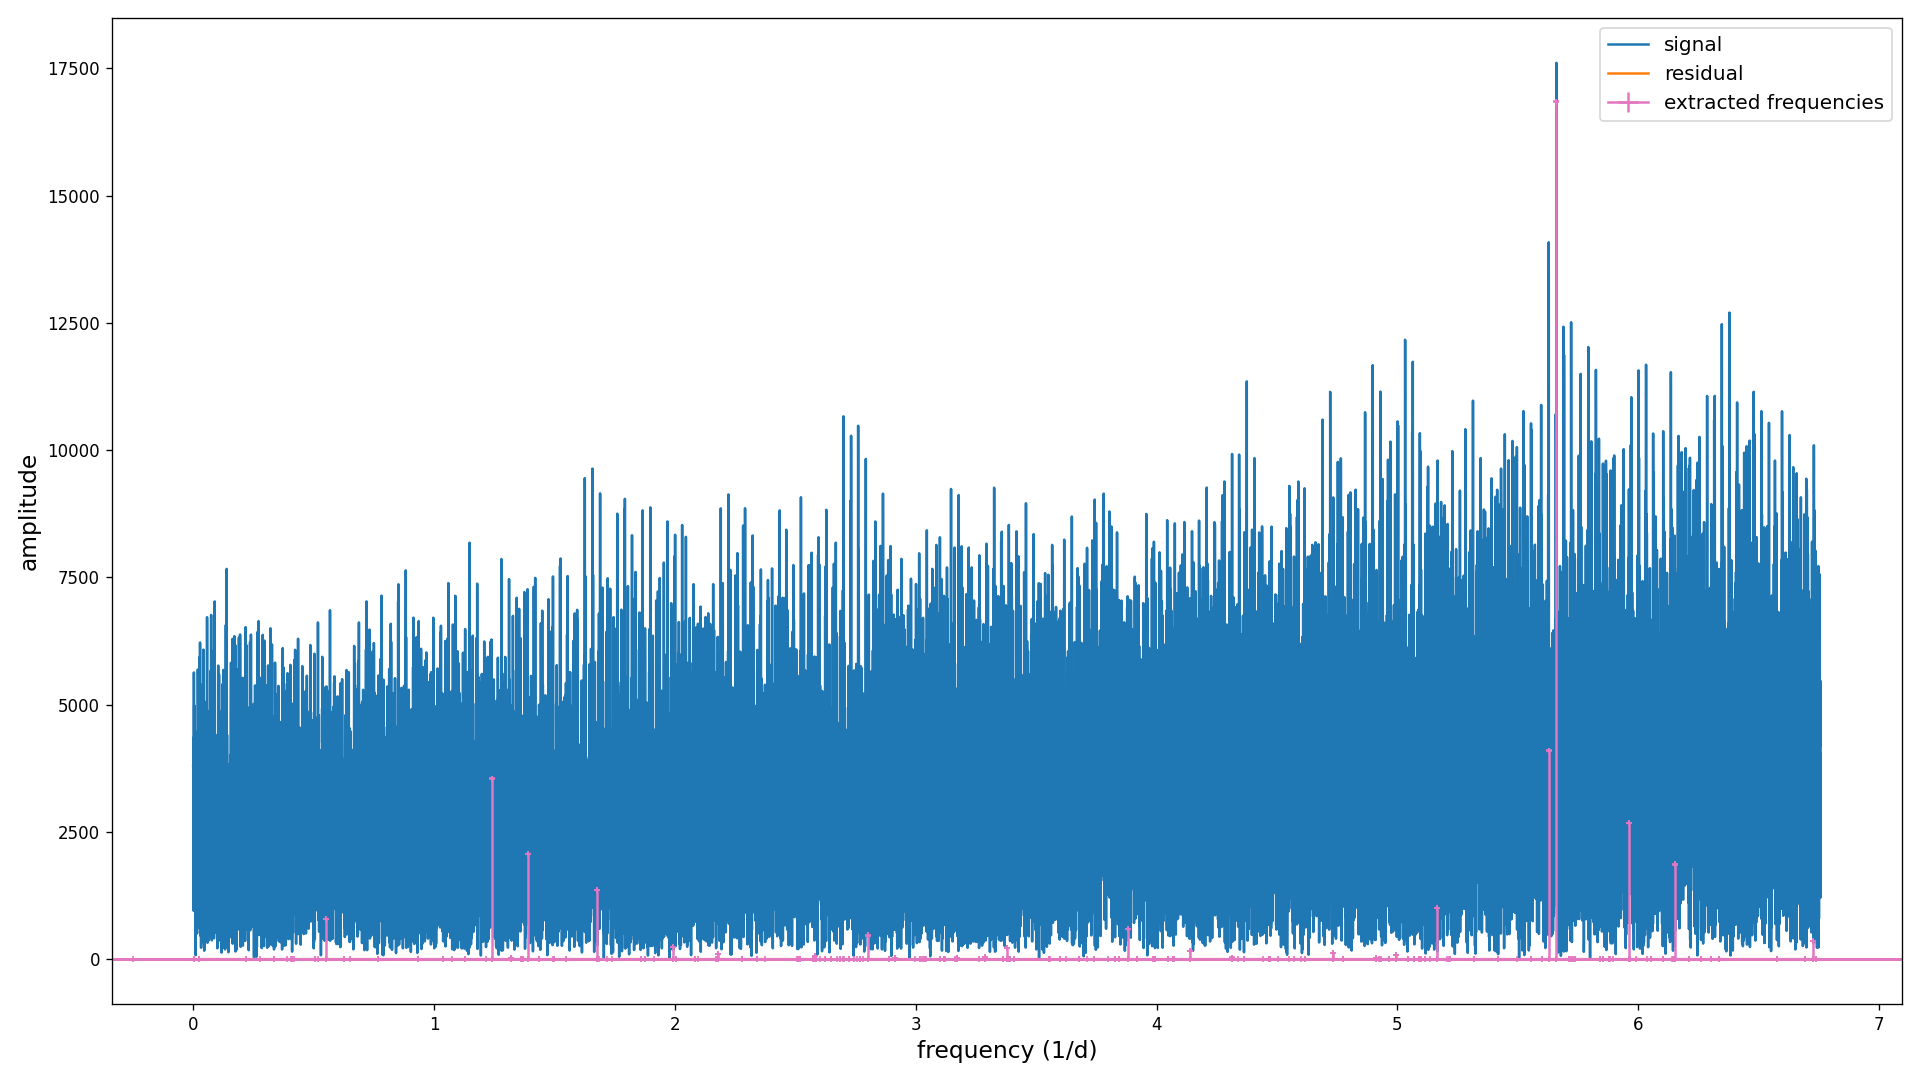 signal
residual
extracted frequencies
17500
15000
12500
10000
7500
5000
2500
0
amplitude
0 1 2 3 4 5 6 7
frequency (1/d)